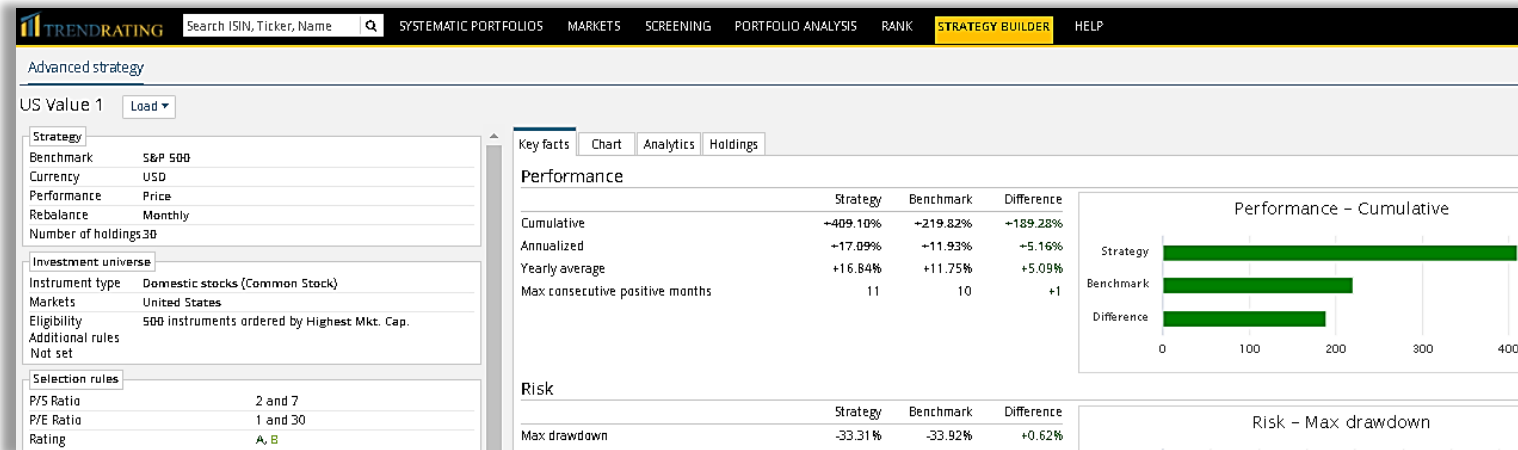 TRENDRATING Search ISIN, Ticker, Name SYSTEMATIC PORTFOLIOS MARKETS SCREENING PORTFOLIO ANALYSIS RANK STRATEGY BUILDER HELP
Advanced strategy
US Value 1 Load
Strategy
Benchmark S&P 500
Currency USD
Performance Price
Rebalance Monthly
Number of holdings 30
Investment universe
Instrument type Domestic stocks (Common Stock)
Markets United States
Eligibility 500 instruments ordered by Highest Mkt. Cap.
Additional rules
Not set
Selection rules
P/S Ratio 2 and 7
P/E Ratio 1 and 30
Rating A, B
Key facts Chart Analytics Holdings
Performance
Strategy Benchmark Difference
Cumulative +409.10% +219.82% +189.28%
Annualized +17.09% +11.93% +5.16%
Yearly average +16.84% +11.75% +5.09%
Max consecutive positive months 11 10 +1
Performance - Cumulative
Strategy
Benchmark
Difference
0 100 200 300 400
Risk
Strategy Benchmark Difference
Max drawdown -33.31% -33.92% +0.62%
Risk - Max drawdown